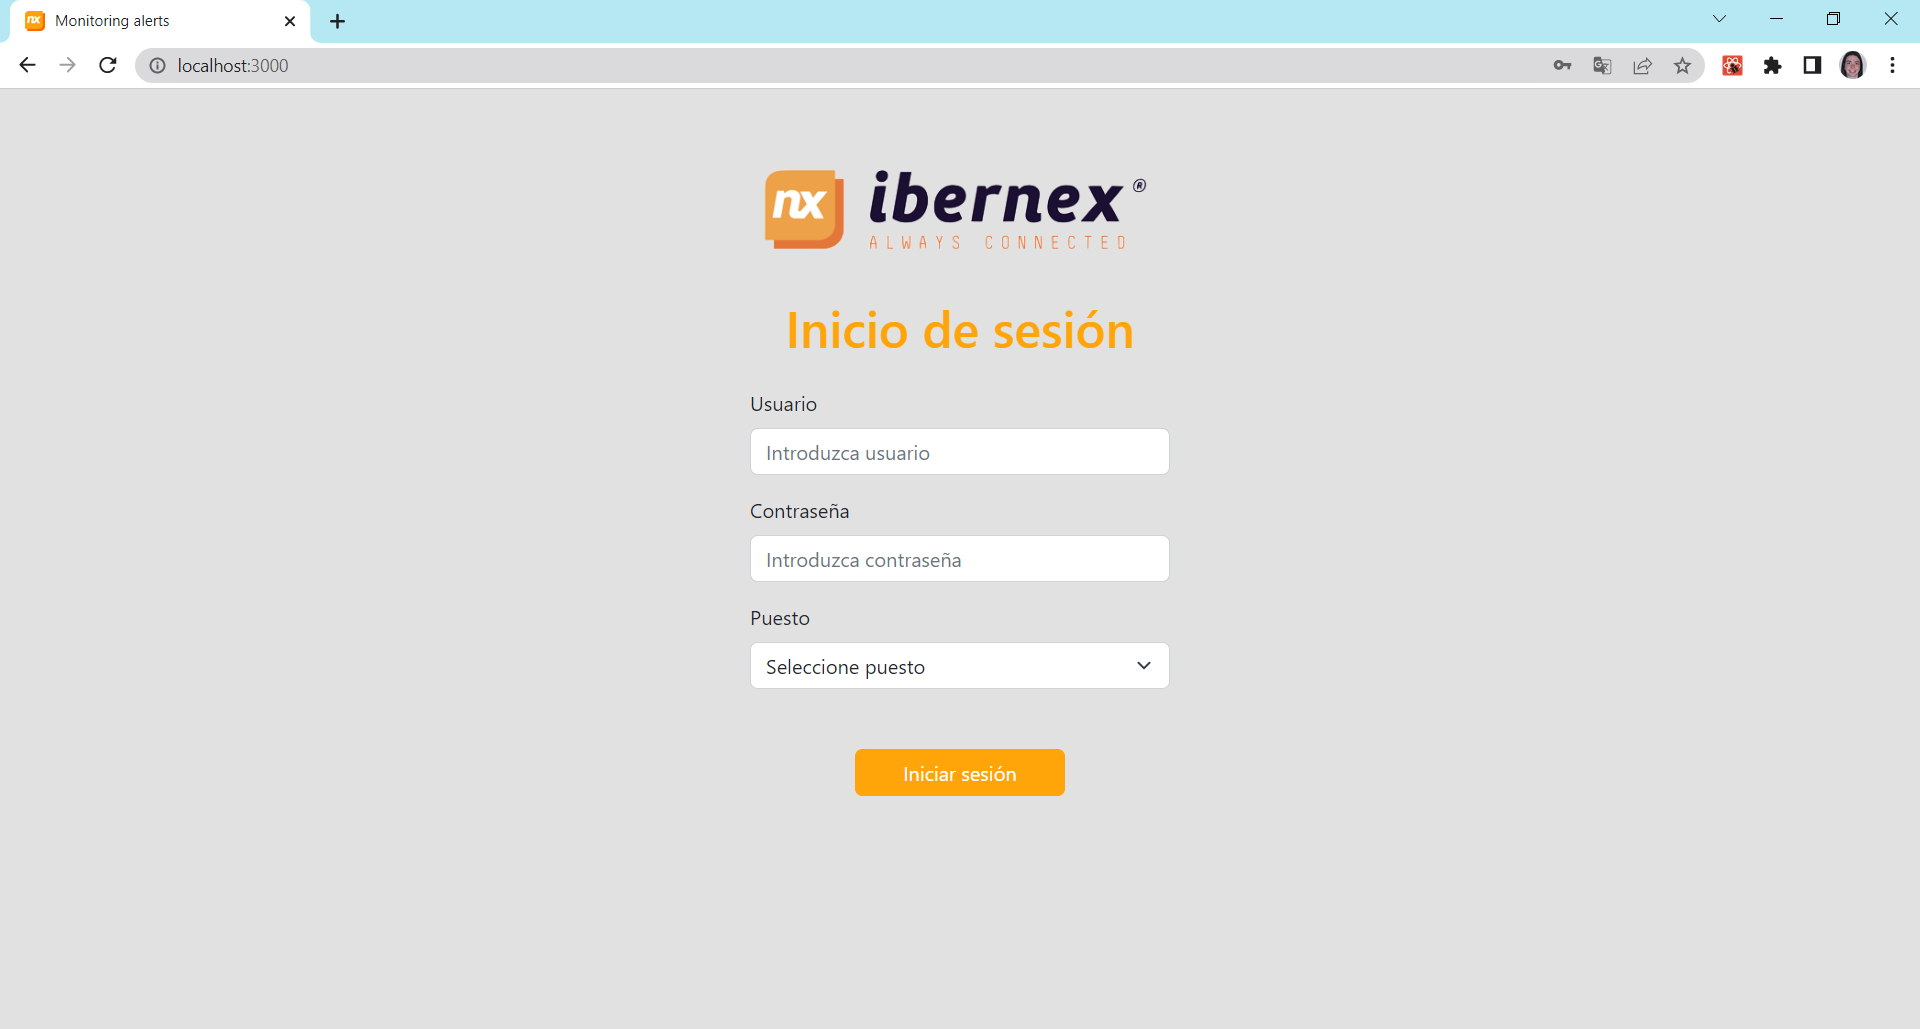 Monitoring alerts
localhost:3000
nx ibernex ®
ALWAYS CONNECTED
Inicio de sesión
Usuario
Introduzca usuario
Contraseña
Introduzca contraseña
Puesto
Seleccione puesto
Iniciar sesión